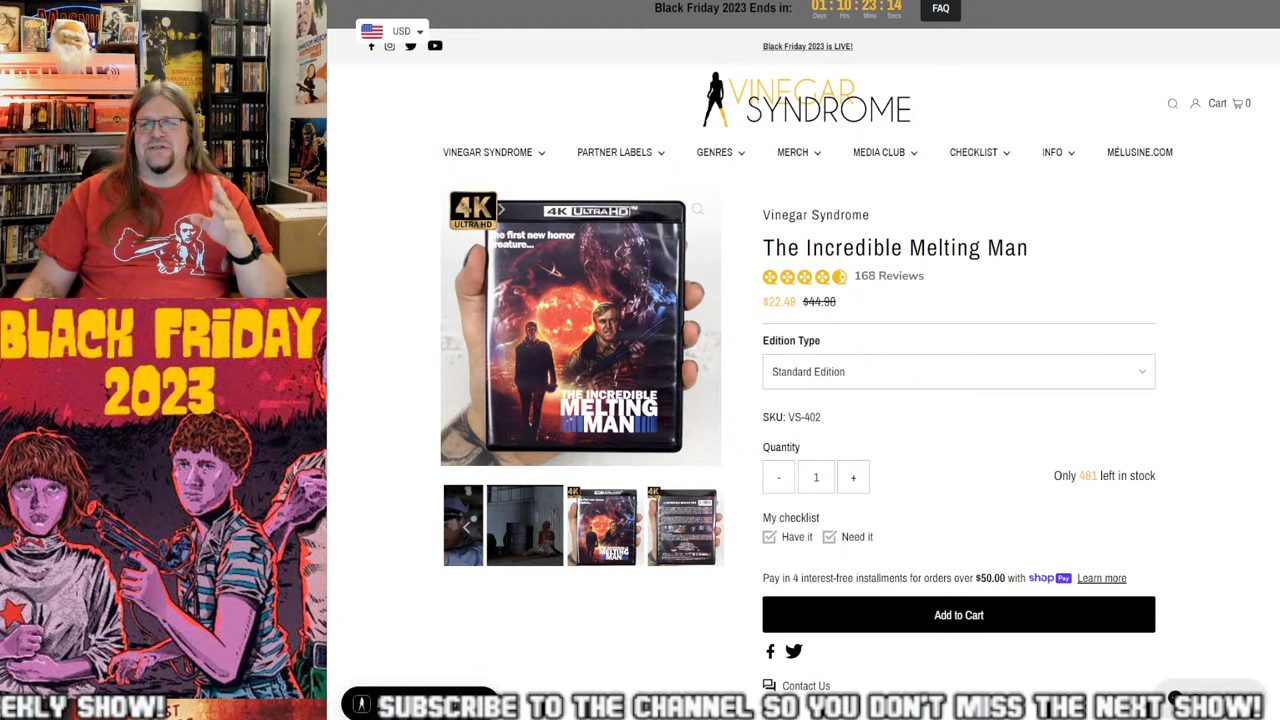 Black Friday 2023 Ends in:
01:10:23:14
Days Hrs Mins Secs
FAQ
USD
Black Friday 2023 is LIVE!
VINEGAR
SYNDROME
Cart 0
VINEGAR SYNDROME
PARTNER LABELS
GENRES
MERCH
MEDIA CLUB
CHECKLIST
INFO
MÉLUSINE.COM
4K
ULTRA HD
4K ULTRAHD™
the first new horror
creature...
THE INCREDIBLE
MELTING
MAN
Vinegar Syndrome
The Incredible Melting Man
168 Reviews
$22.49 $44.98
Edition Type
Standard Edition
SKU: VS-402
Quantity
- 1 +
Only 481 left in stock
My checklist
Have it Need it
Pay in 4 interest-free installments for orders over $50.00 with shop Pay Learn more
Add to Cart
Contact Us
BLACK FRIDAY
2023
EKLY SHOW!
SUBSCRIBE TO THE CHANNEL SO YOU DON'T MISS THE NEXT SHOW!